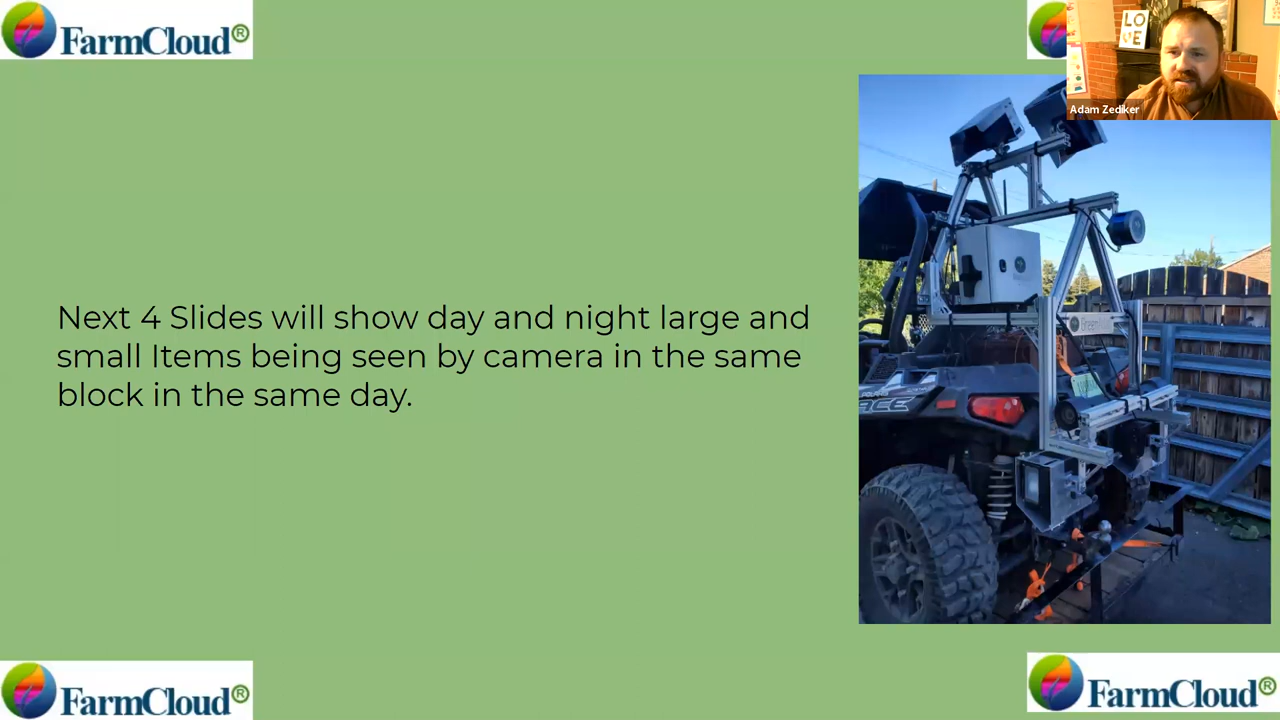 FarmCloud®
Adam Zediker
Next 4 Slides will show day and night large and
small Items being seen by camera in the same
block in the same day.
FarmCloud®
FarmCloud®